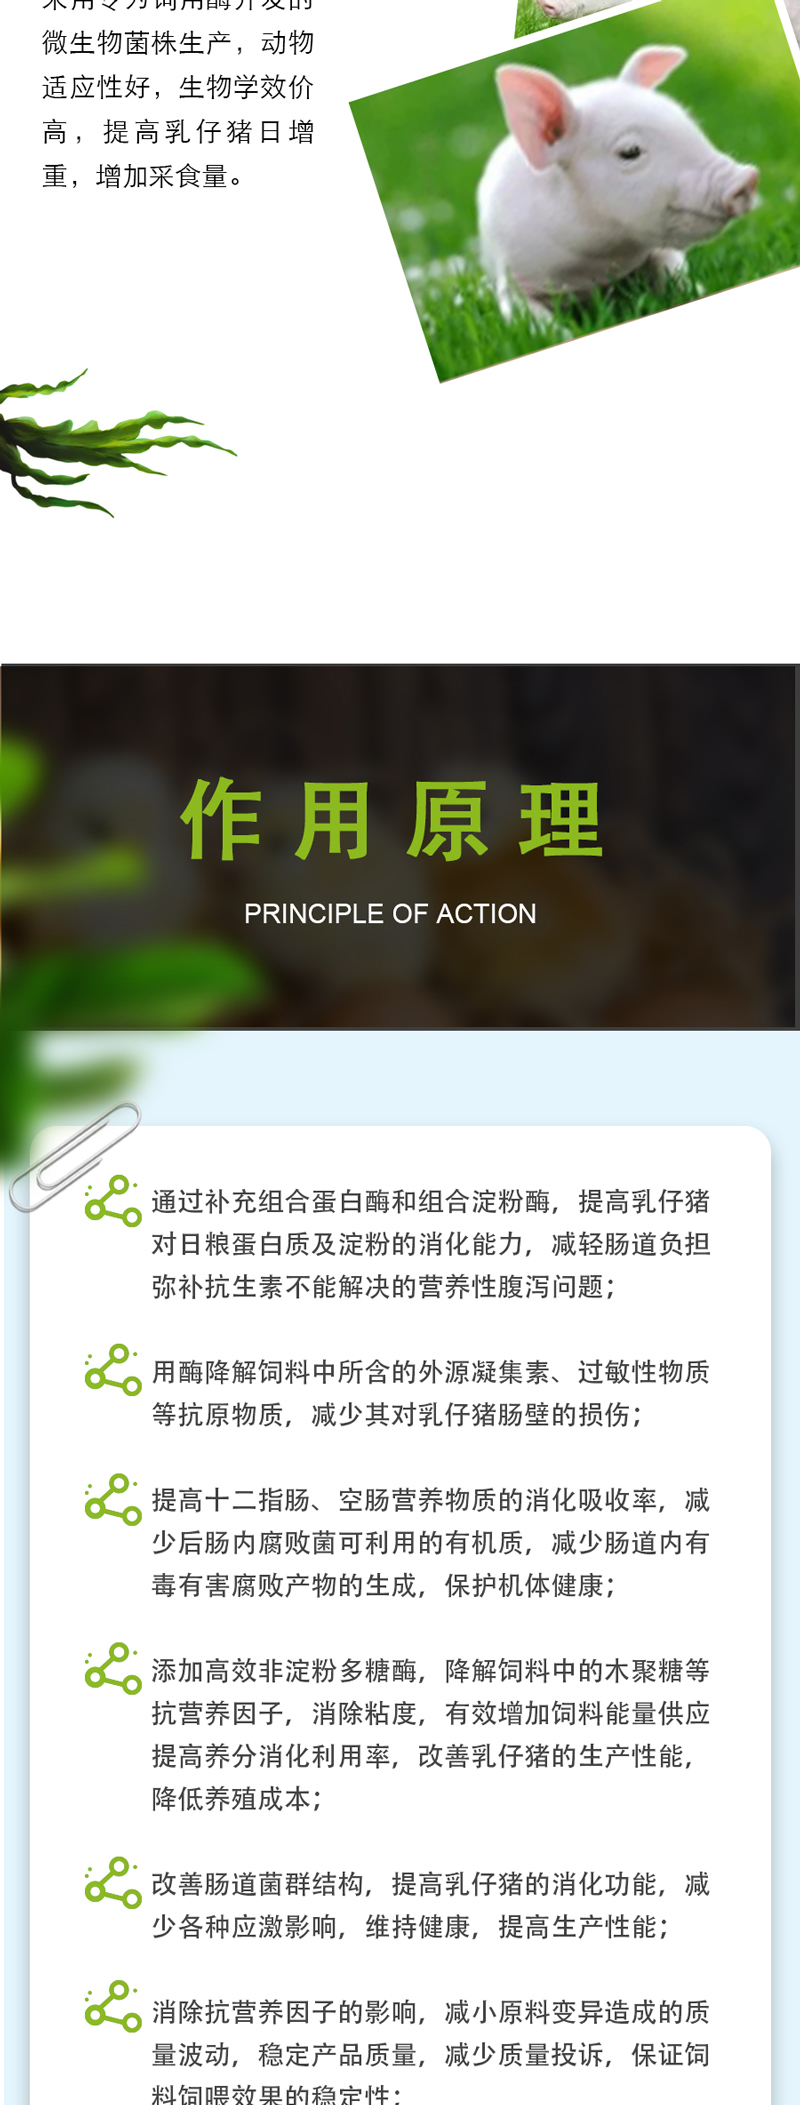 采用专为饲用酶开发的
微生物菌株生产，动物
适应性好，生物学效价
高，提高乳仔猪日增
重，增加采食量。
作用原理
PRINCIPLE OF ACTION
通过补充组合蛋白酶和组合淀粉酶，提高乳仔猪
对日粮蛋白质及淀粉的消化能力，减轻肠道负担
弥补抗生素不能解决的营养性腹泻问题；
用酶降解饲料中所含的外源凝集素、过敏性物质
等抗原物质，减少其对乳仔猪肠壁的损伤；
提高十二指肠、空肠营养物质的消化吸收率，减
少后肠内腐败菌可利用的有机质，减少肠道内有
毒有害腐败产物的生成，保护机体健康；
添加高效非淀粉多糖酶，降解饲料中的木聚糖等
抗营养因子，消除粘度，有效增加饲料能量供应
提高养分消化利用率，改善乳仔猪的生产性能，
降低养殖成本；
改善肠道菌群结构，提高乳仔猪的消化功能，减
少各种应激影响，维持健康，提高生产性能；
消除抗营养因子的影响，减小原料变异造成的质
量波动，稳定产品质量，减少质量投诉，保证饲
料饲喂效果的稳定性；